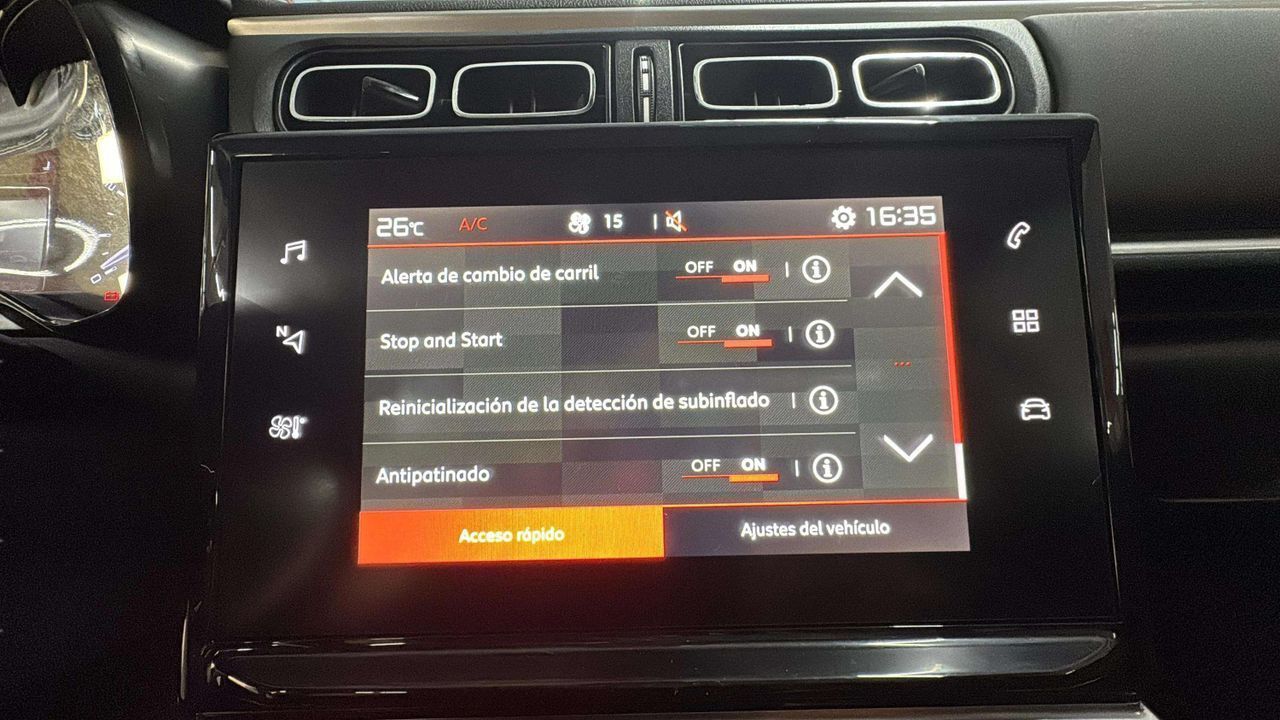 26°C A/C 15 16:35
Alerta de cambio de carril OFF ON i
Stop and Start OFF ON i
Reinicialización de la detección de subinflado i
Antipatinado OFF ON i
Acceso rápido Ajustes del vehículo
N